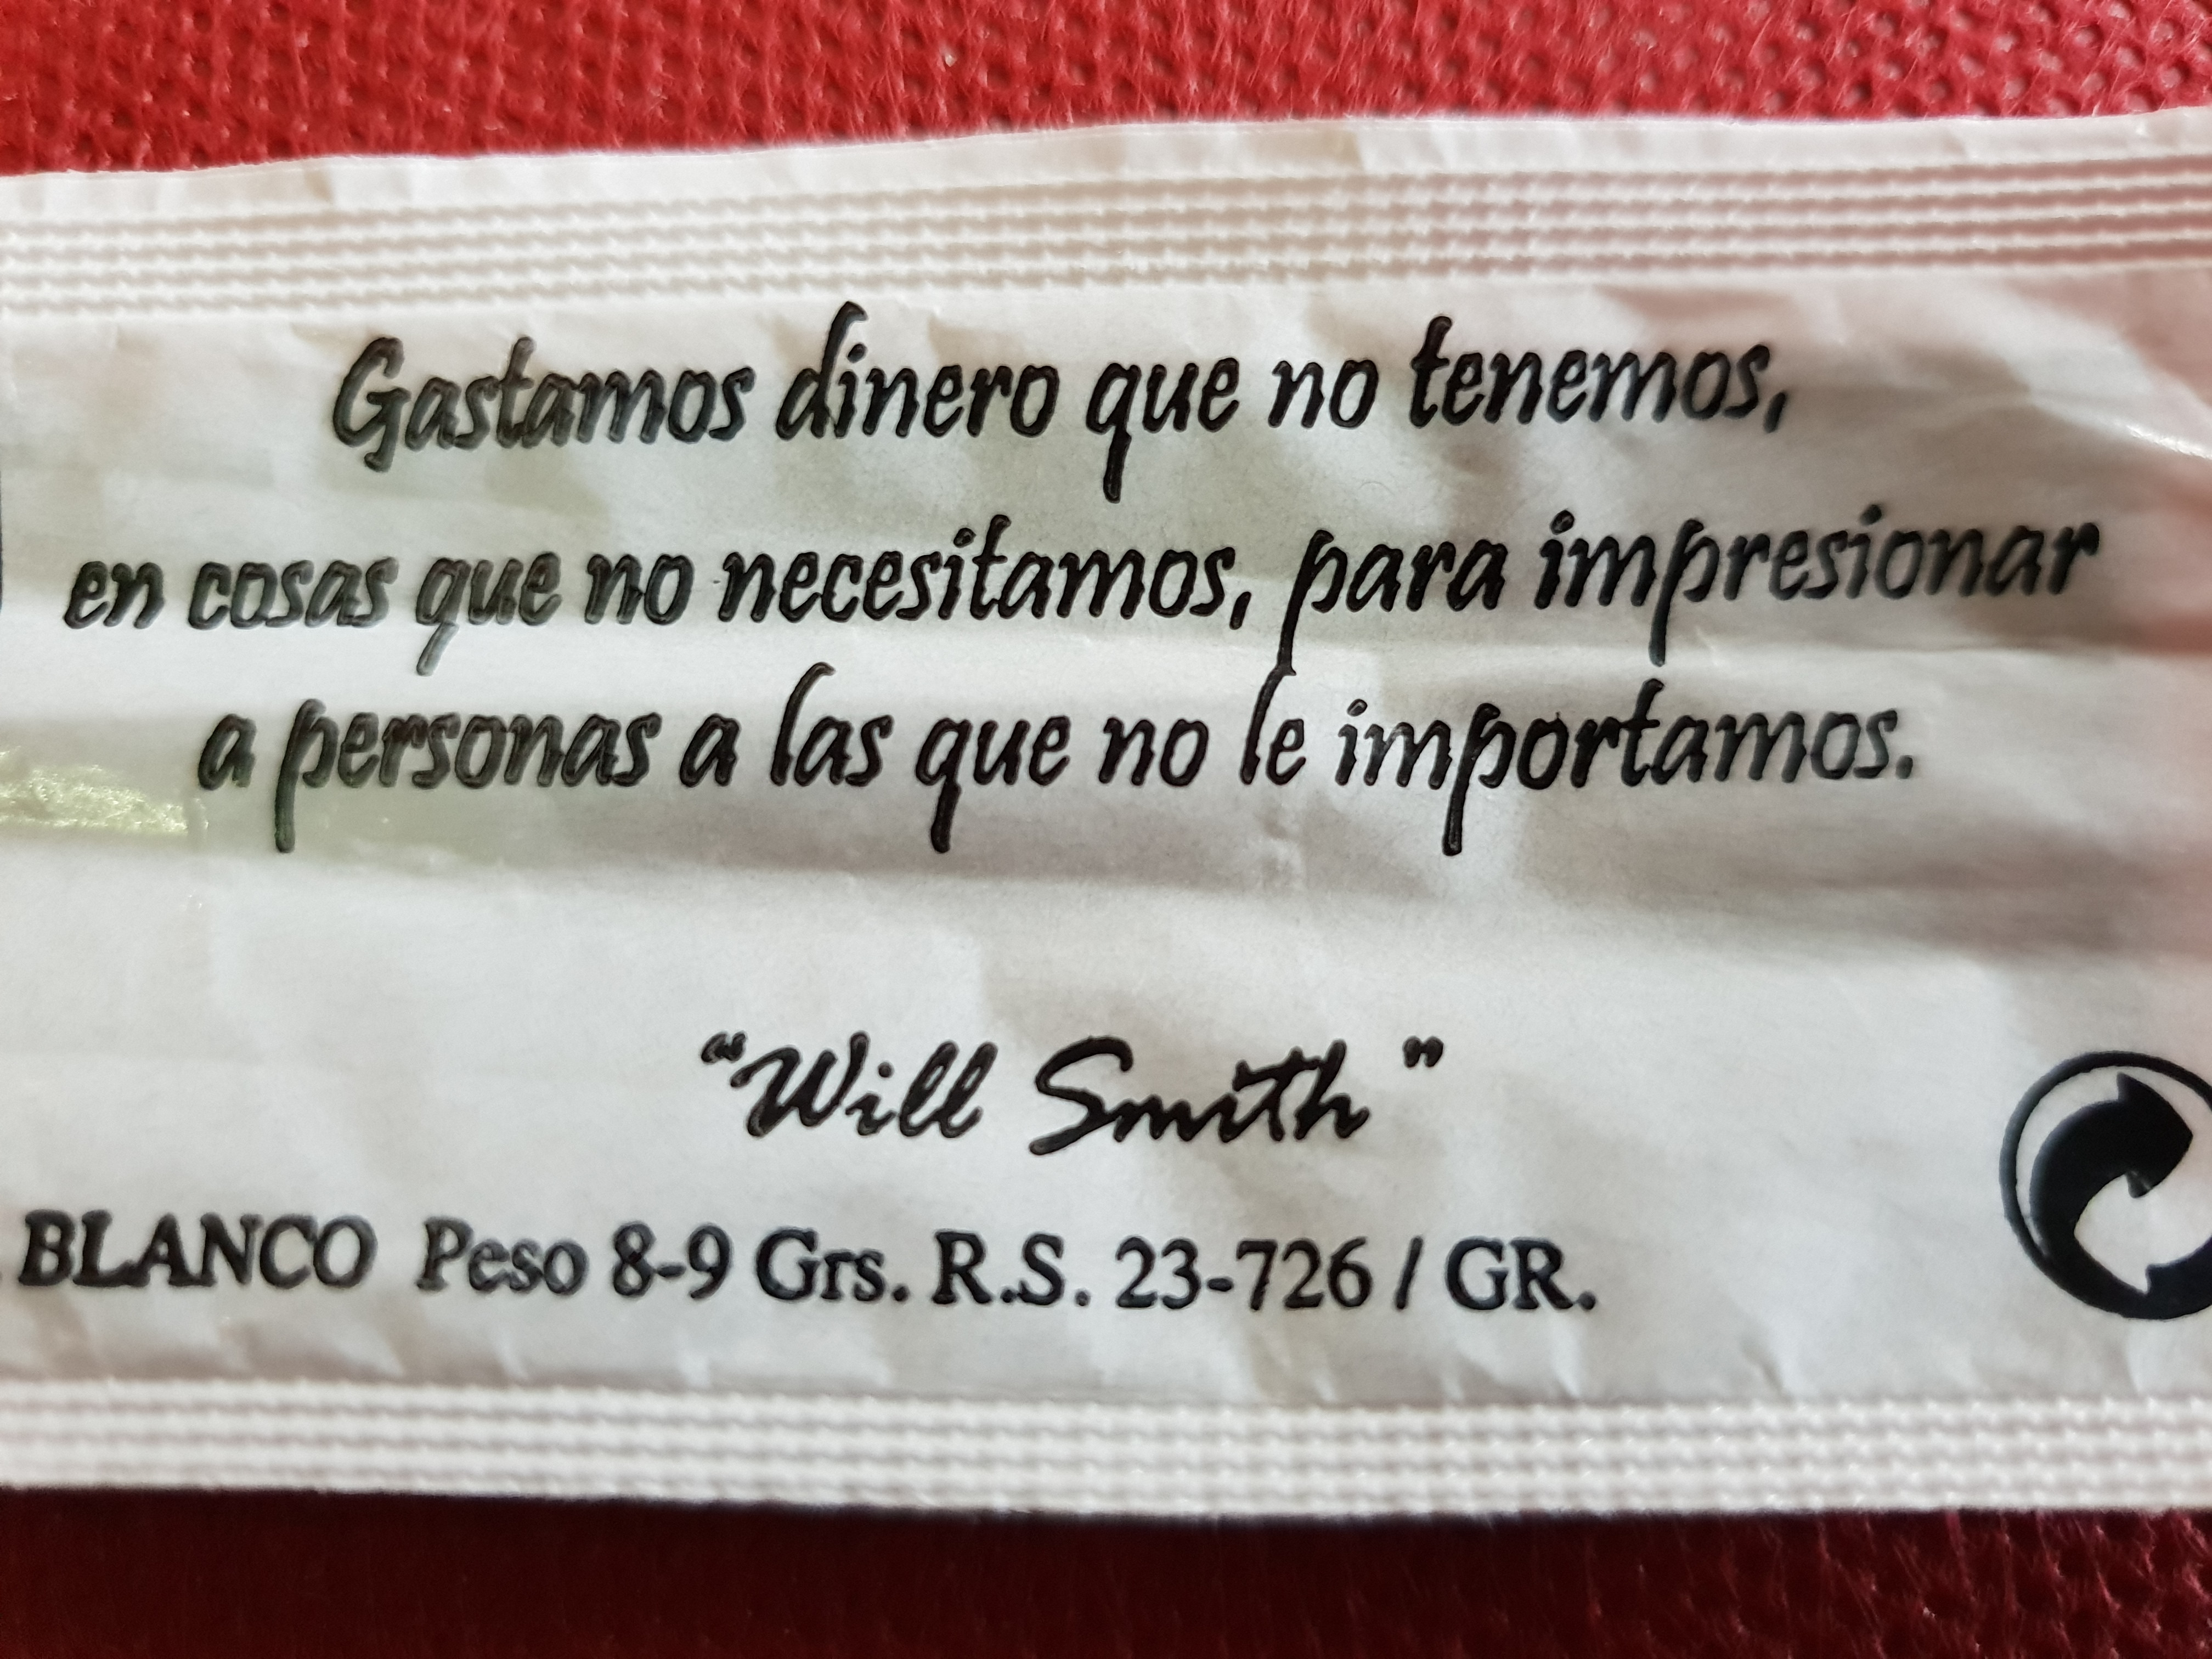 Gastamos dinero que no tenemos,
en cosas que no necesitamos, para impresionar
a personas a las que no le importamos.
“Will Smith”
BLANCO Peso 8-9 Grs. R.S. 23-726 / GR.